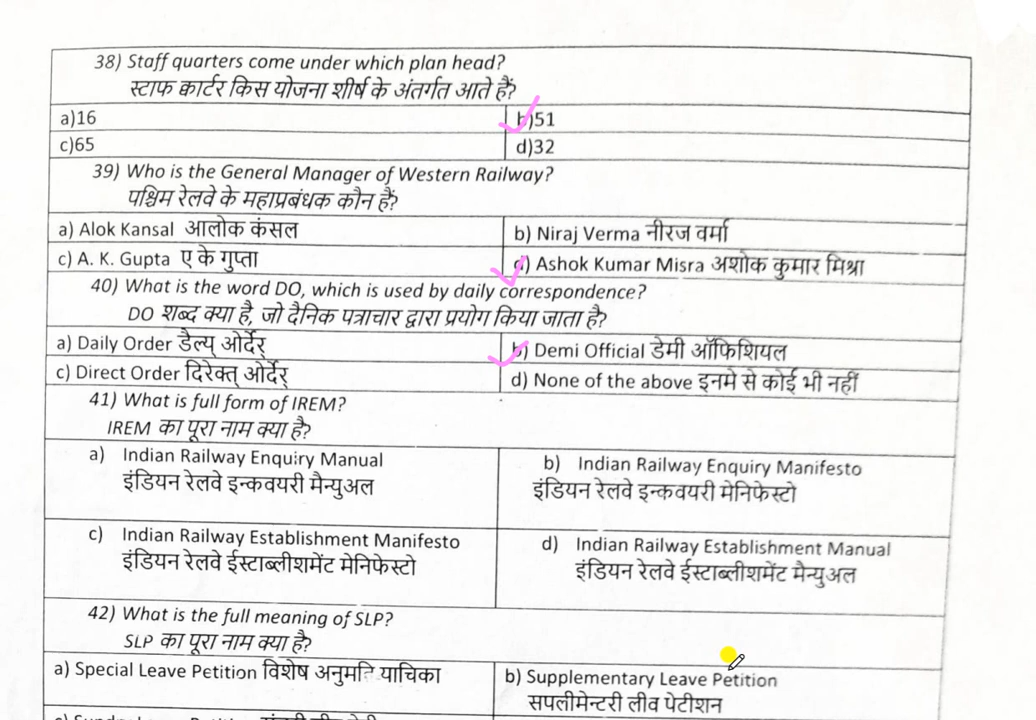 38) Staff quarters come under which plan head?
स्टाफ क्वार्टर किस योजना शीर्ष के अंतर्गत आते हैं?
a)16
b)51
c)65
d)32
39) Who is the General Manager of Western Railway?
पश्चिम रेलवे के महाप्रबंधक कौन हैं?
a) Alok Kansal आलोक कंसल
b) Niraj Verma नीरज वर्मा
c) A. K. Gupta ए के गुप्ता
d) Ashok Kumar Misra अशोक कुमार मिश्रा
40) What is the word DO, which is used by daily correspondence?
DO शब्द क्या है, जो दैनिक पत्राचार द्वारा प्रयोग किया जाता है?
a) Daily Order डैल्य् ओर्देर्
b) Demi Official डेमी ऑफिशियल
c) Direct Order दिरेक्त् ओर्देर्
d) None of the above इनमे से कोई भी नहीं
41) What is full form of IREM?
IREM का पूरा नाम क्या है?
a) Indian Railway Enquiry Manual
इंडियन रेलवे इन्कवयरी मैन्युअल
b) Indian Railway Enquiry Manifesto
इंडियन रेलवे इन्कवयरी मेनिफेस्टो
c) Indian Railway Establishment Manifesto
इंडियन रेलवे ईस्टाब्लीशमेंट मेनिफेस्टो
d) Indian Railway Establishment Manual
इंडियन रेलवे ईस्टाब्लीशमेंट मैन्युअल
42) What is the full meaning of SLP?
SLP का पूरा नाम क्या है?
a) Special Leave Petition विशेष अनुमति याचिका
b) Supplementary Leave Petition
सपलीमेन्टरी लीव पेटीशन